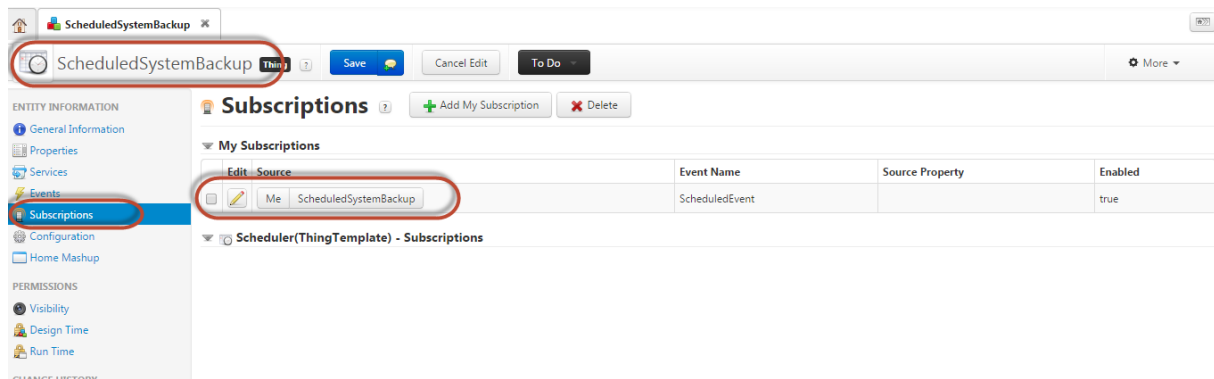 ScheduledSystemBackup
ScheduledSystemBackup Thing ? Save Cancel Edit To Do More
ENTITY INFORMATION
General Information
Properties
Services
Events
Subscriptions
Configuration
Home Mashup
PERMISSIONS
Visibility
Design Time
Run Time
CHANGE HISTORY
Subscriptions ? Add My Subscription Delete
My Subscriptions
Edit Source Event Name Source Property Enabled
Me ScheduledSystemBackup ScheduledEvent true
Scheduler(ThingTemplate) - Subscriptions